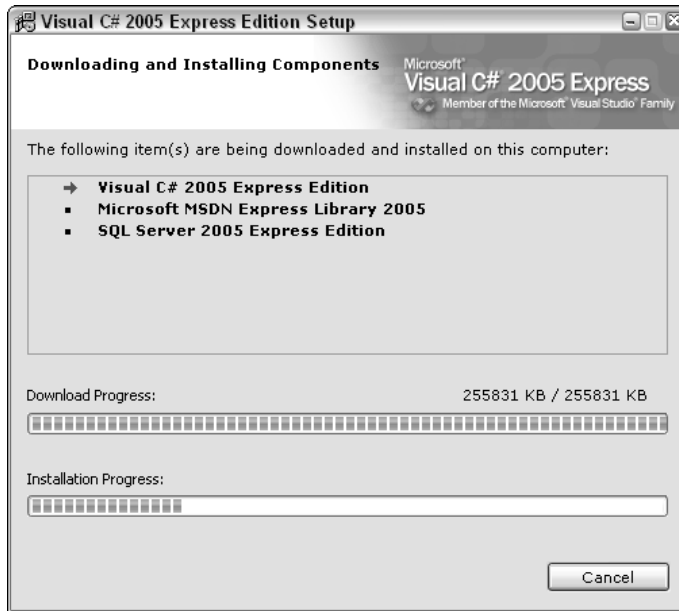 Visual C# 2005 Express Edition Setup
Downloading and Installing Components
Microsoft®
Visual C#® 2005 Express
Member of the Microsoft® Visual Studio® Family
The following item(s) are being downloaded and installed on this computer:
Visual C# 2005 Express Edition
Microsoft MSDN Express Library 2005
SQL Server 2005 Express Edition
Download Progress: 255831 KB / 255831 KB
Installation Progress:
Cancel